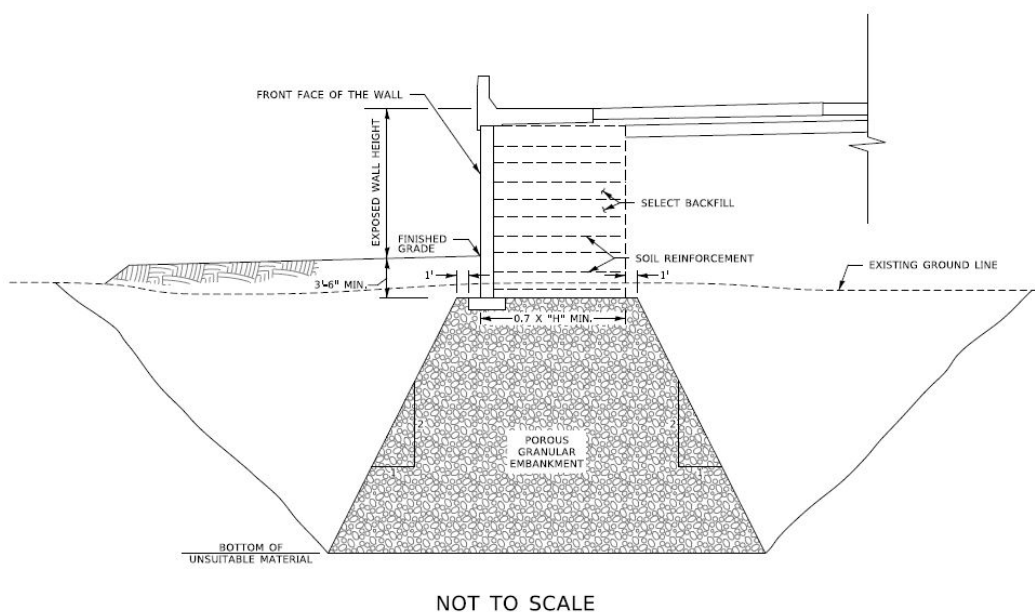 FRONT FACE OF THE WALL
EXPOSED WALL HEIGHT
SELECT BACKFILL
FINISHED
GRADE
1'
SOIL REINFORCEMENT
1'
EXISTING GROUND LINE
3'-6" MIN.
0.7 X "H" MIN.
2
2
POROUS
GRANULAR
EMBANKMENT
1
1
BOTTOM OF
UNSUITABLE MATERIAL
NOT TO SCALE